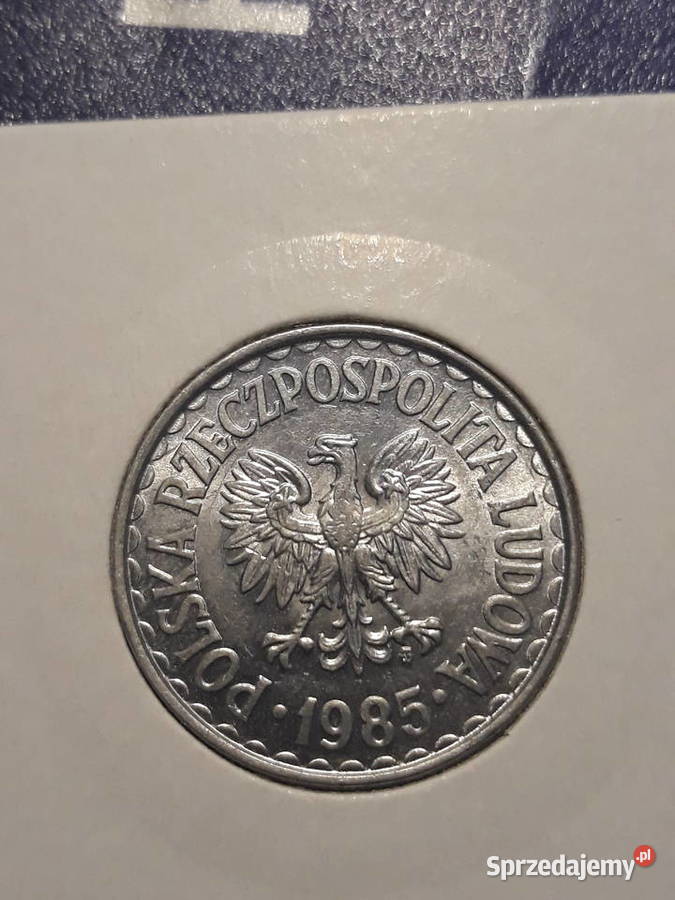 POLSKA RZECZPOSPOLITA LUDOWA
· 1985 ·
Sprzedajemy.pl